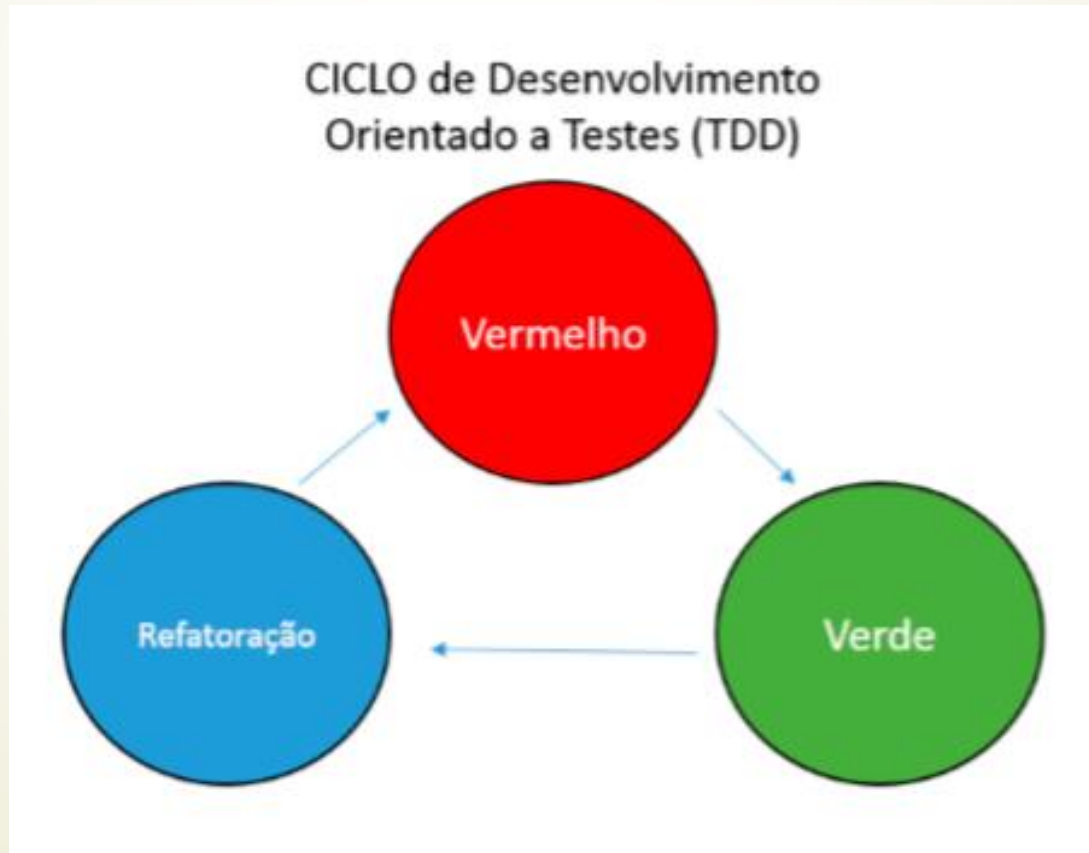 CICLO de Desenvolvimento
Orientado a Testes (TDD)
Vermelho
Refatoração
Verde